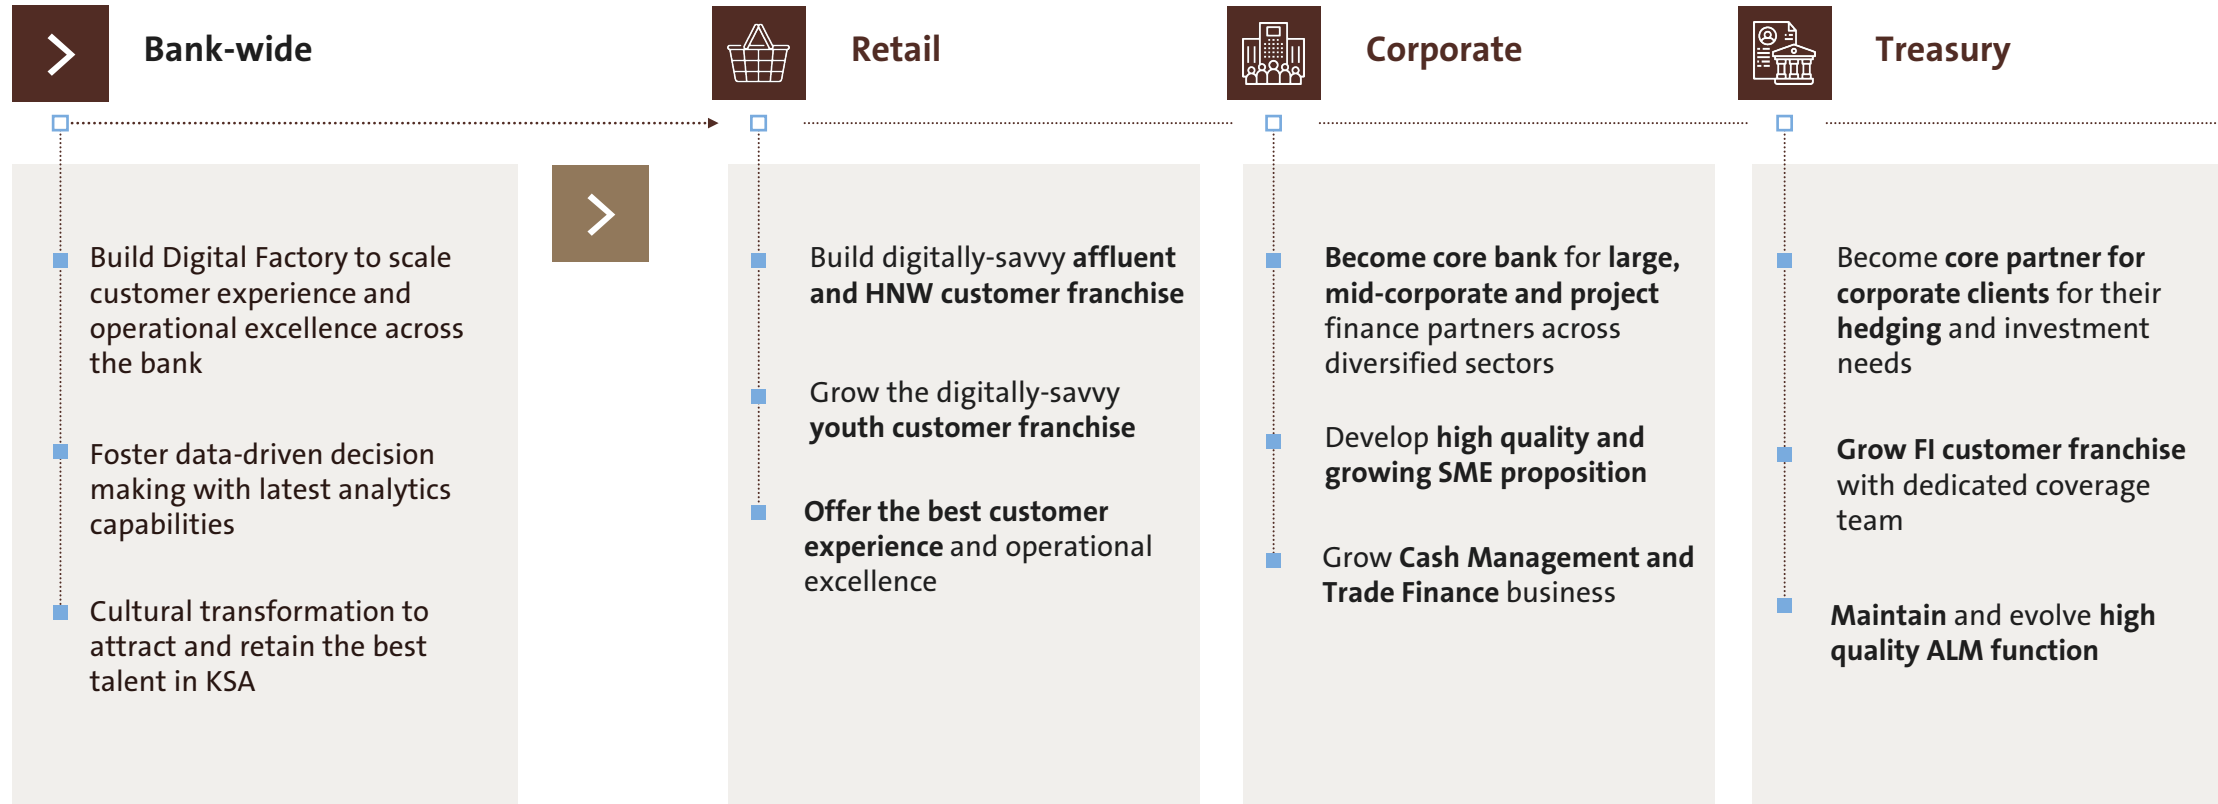 Bank-wide
Build Digital Factory to scale
customer experience and
operational excellence across
the bank
Foster data-driven decision
making with latest analytics
capabilities
Cultural transformation to
attract and retain the best
talent in KSA
Retail
Build digitally-savvy affluent
and HNW customer franchise
Grow the digitally-savvy
youth customer franchise
Offer the best customer
experience and operational
excellence
Corporate
Become core bank for large,
mid-corporate and project
finance partners across
diversified sectors
Develop high quality and
growing SME proposition
Grow Cash Management and
Trade Finance business
Treasury
Become core partner for
corporate clients for their
hedging and investment
needs
Grow FI customer franchise
with dedicated coverage
team
Maintain and evolve high
quality ALM function